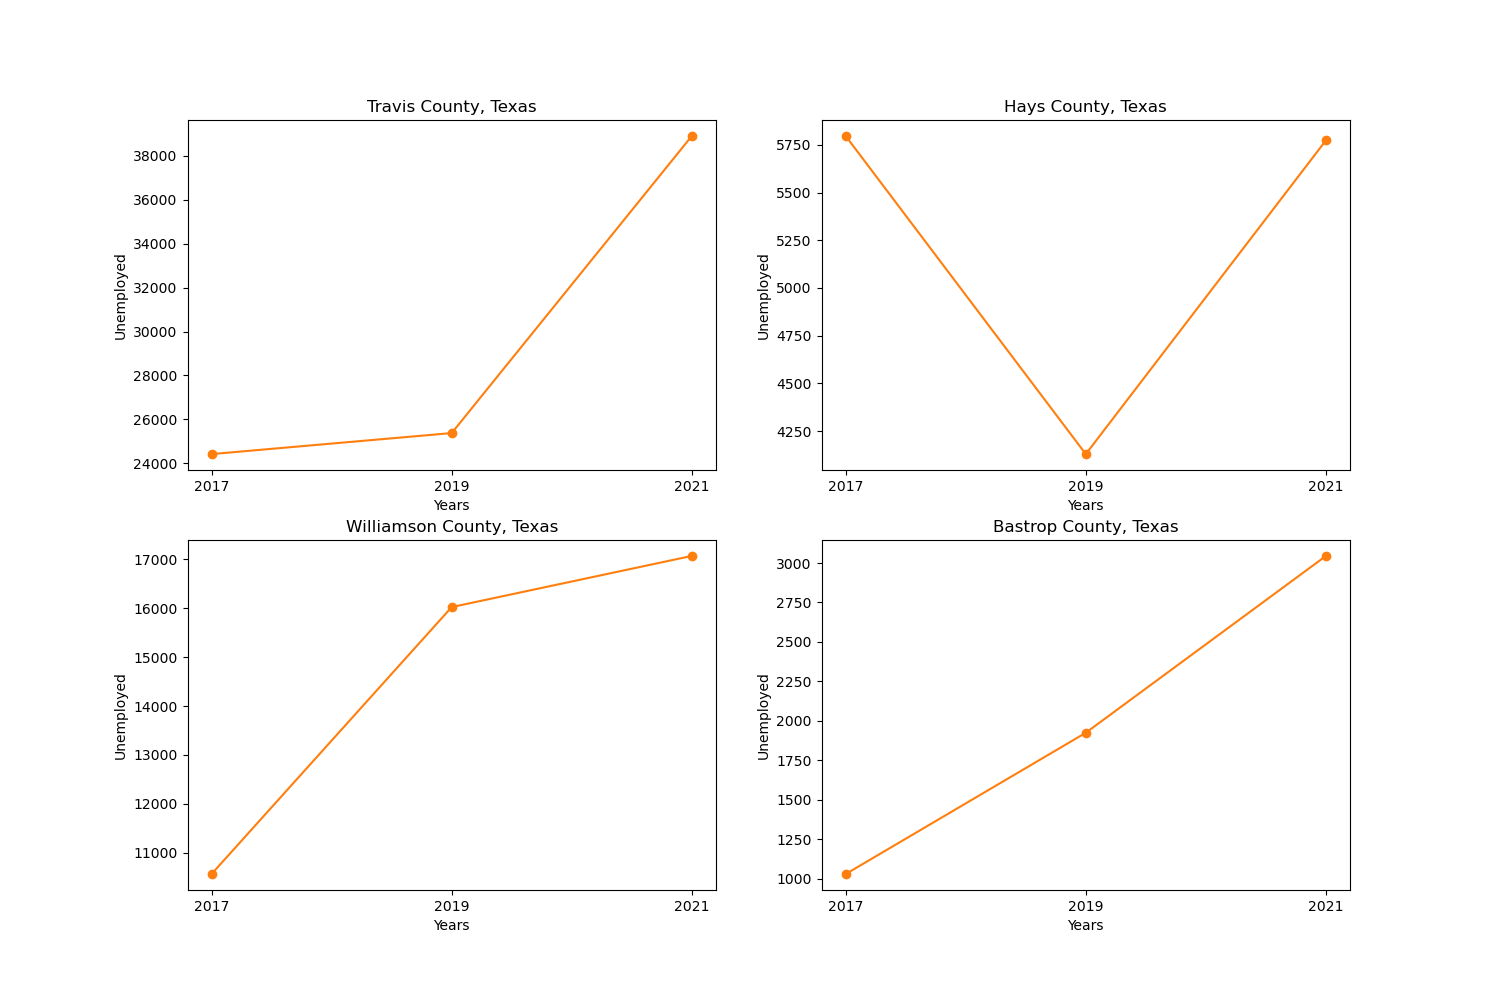 Travis County, Texas
38000
36000
34000
32000
30000
28000
26000
24000
Unemployed
2017 2019 2021
Years
Hays County, Texas
5750
5500
5250
5000
4750
4500
4250
Unemployed
2017 2019 2021
Years
Williamson County, Texas
17000
16000
15000
14000
13000
12000
11000
Unemployed
2017 2019 2021
Years
Bastrop County, Texas
3000
2750
2500
2250
2000
1750
1500
1250
1000
Unemployed
2017 2019 2021
Years